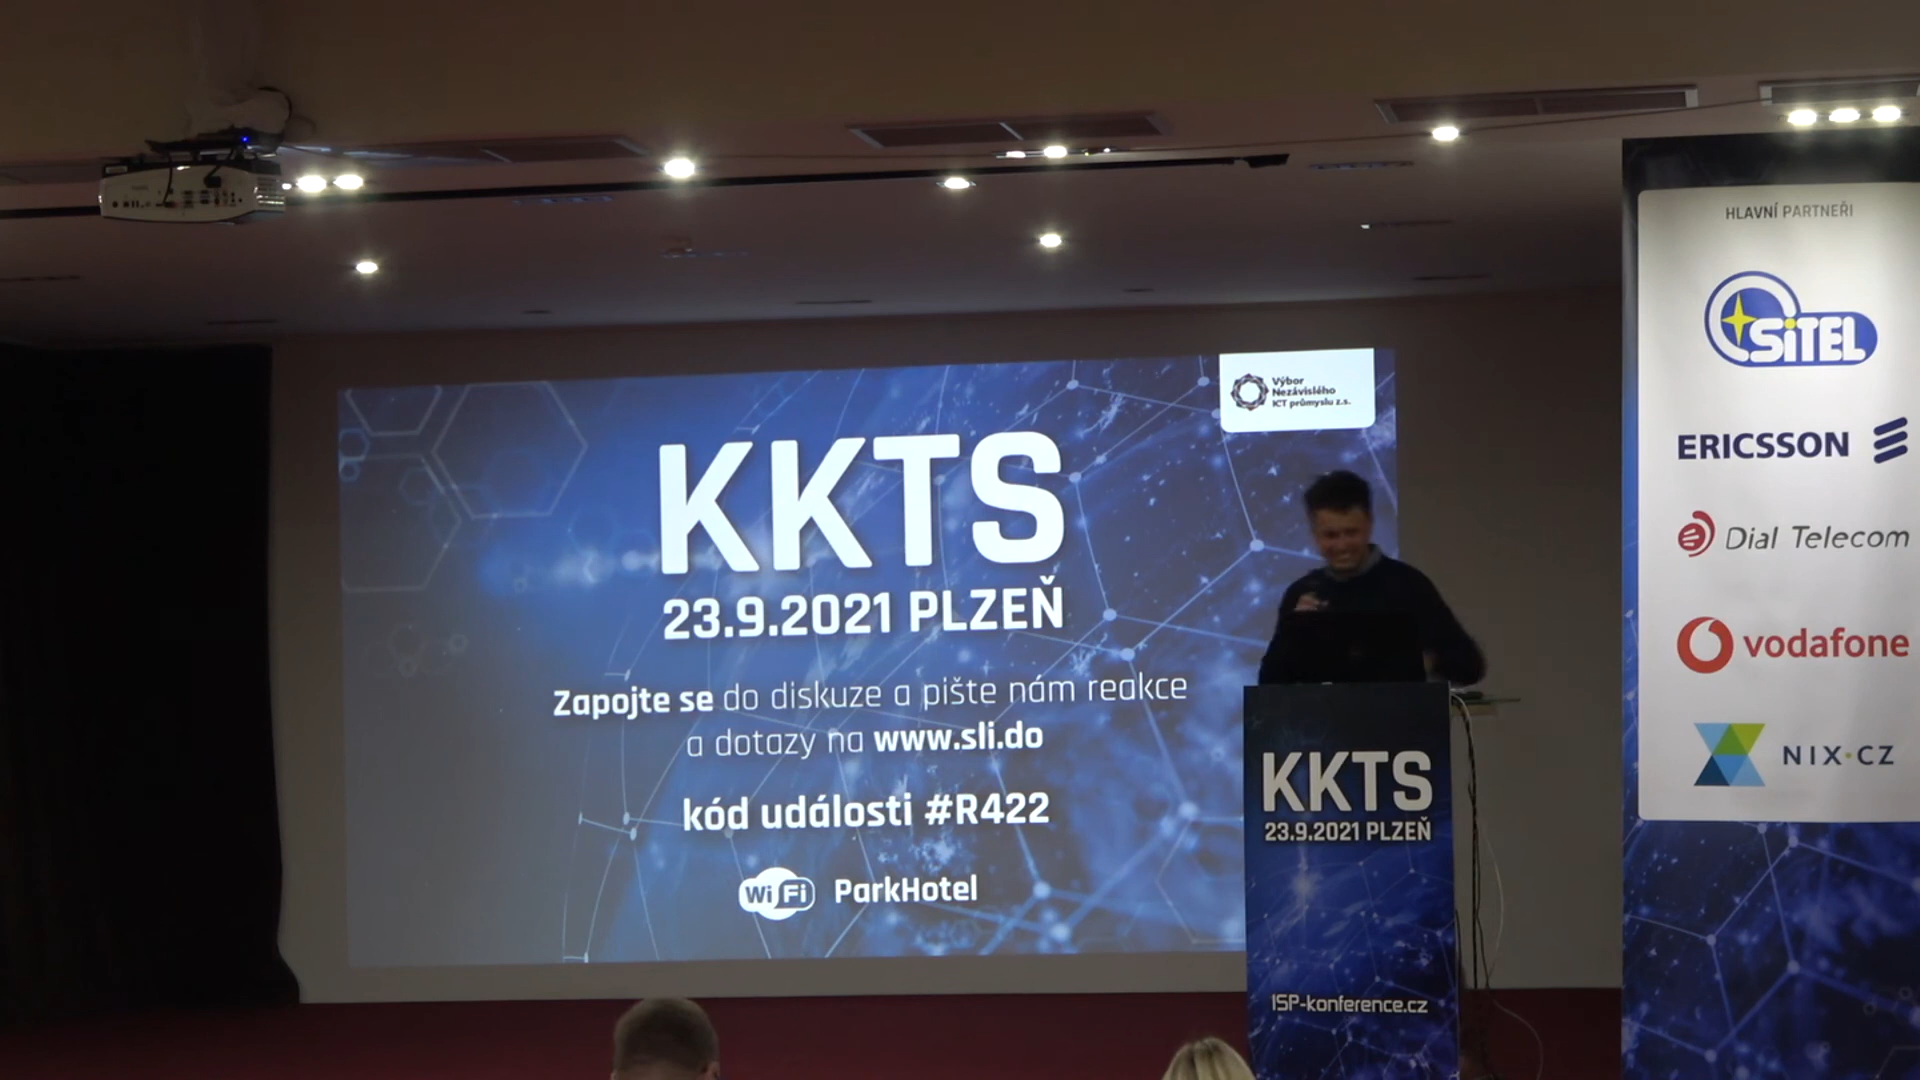 Výbor
Nezávislého
ICT průmyslu z.s.
KKTS
23.9.2021 PLZEŇ
Zapojte se do diskuze a pište nám reakce
a dotazy na www.sli.do
kód události #R422
WiFi ParkHotel
KKTS
23.9.2021 PLZEŇ
ISP-konference.cz
HLAVNÍ PARTNEŘI
SiTEL
ERICSSON
Dial Telecom
vodafone
NIX.CZ